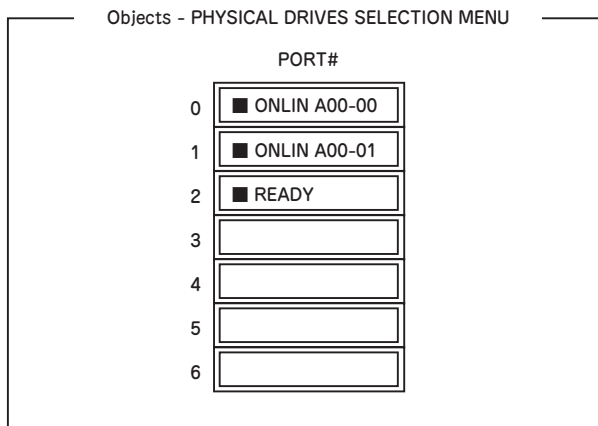 Objects - PHYSICAL DRIVES SELECTION MENU
PORT#
0 ■ ONLIN A00-00
1 ■ ONLIN A00-01
2 ■ READY
3
4
5
6